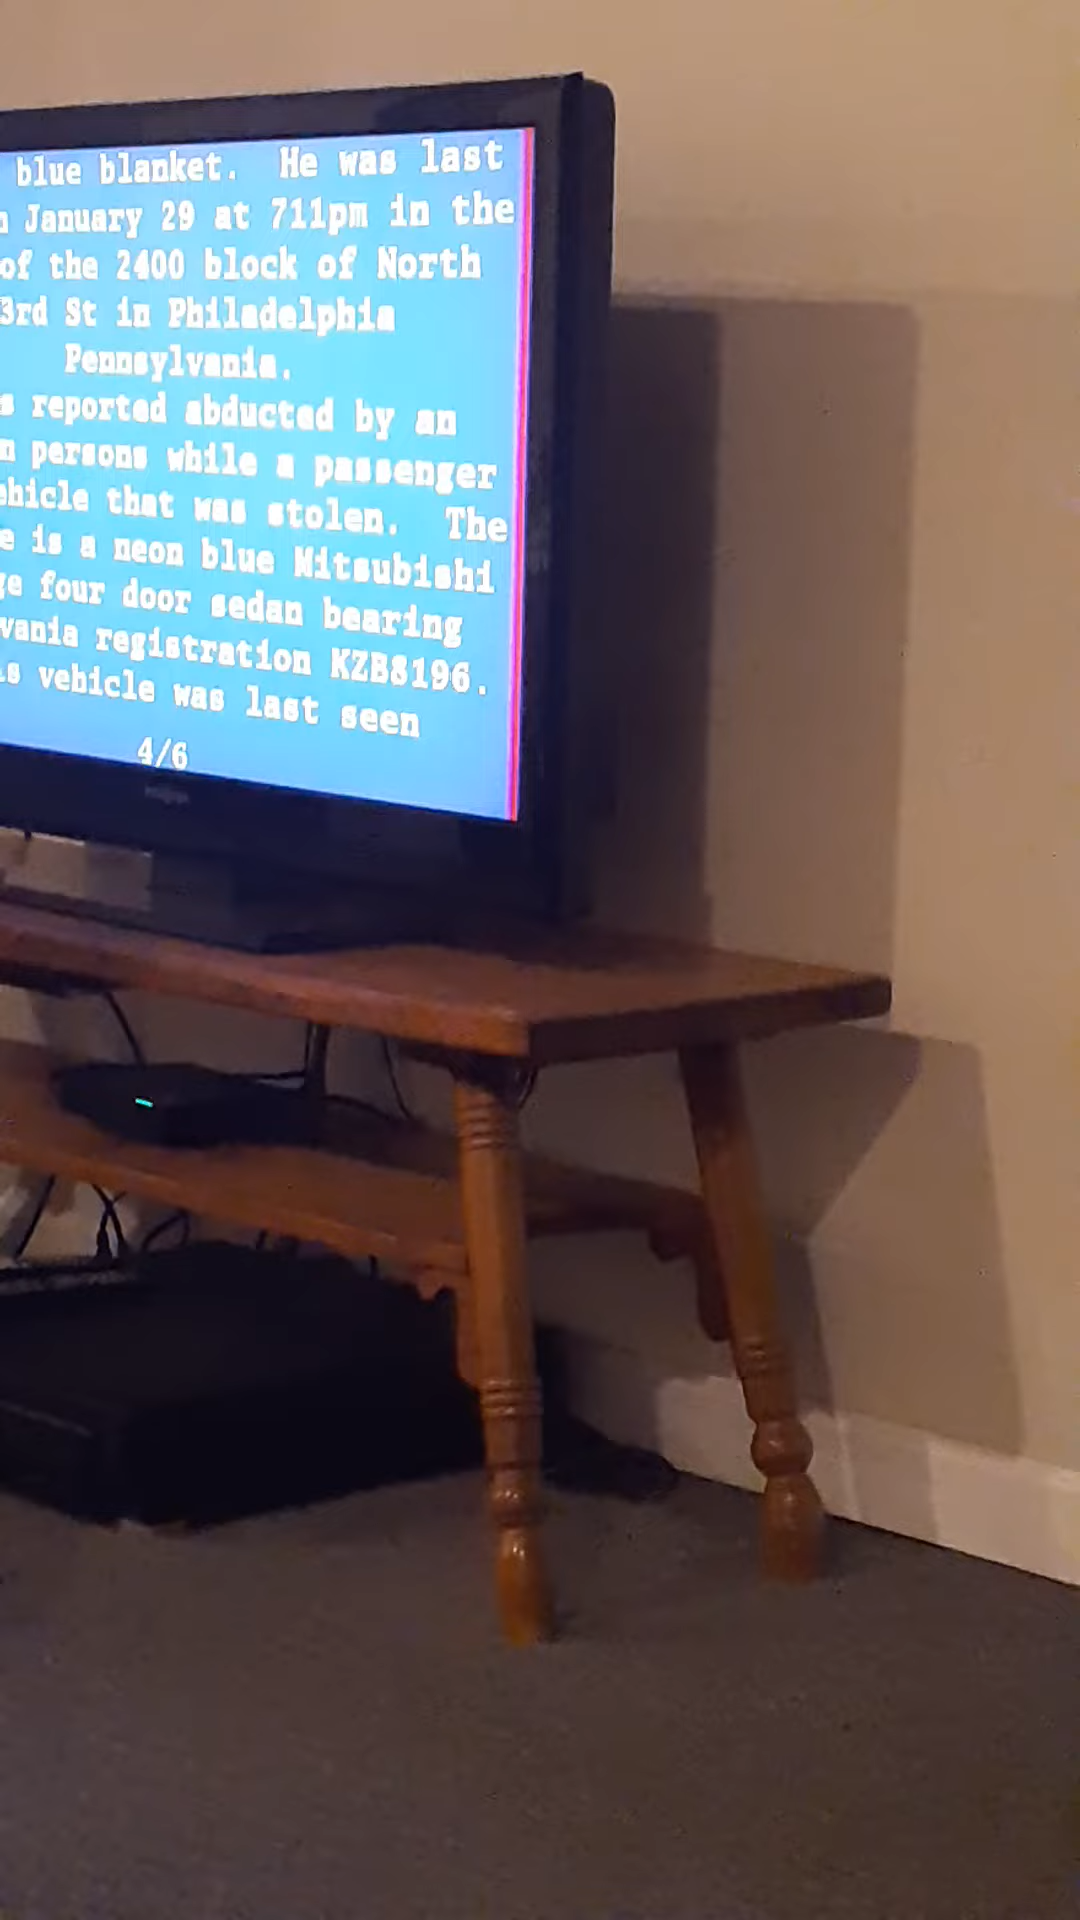 blue blanket. He was last
January 29 at 711pm in the
of the 2400 block of North
3rd St in Philadelphia
Pennsylvania.
reported abducted by an
persons while a passenger
that was stolen. The
is a neon blue Mitsubishi
four door sedan bearing
registration KZB8196.
vehicle was last seen
4/6